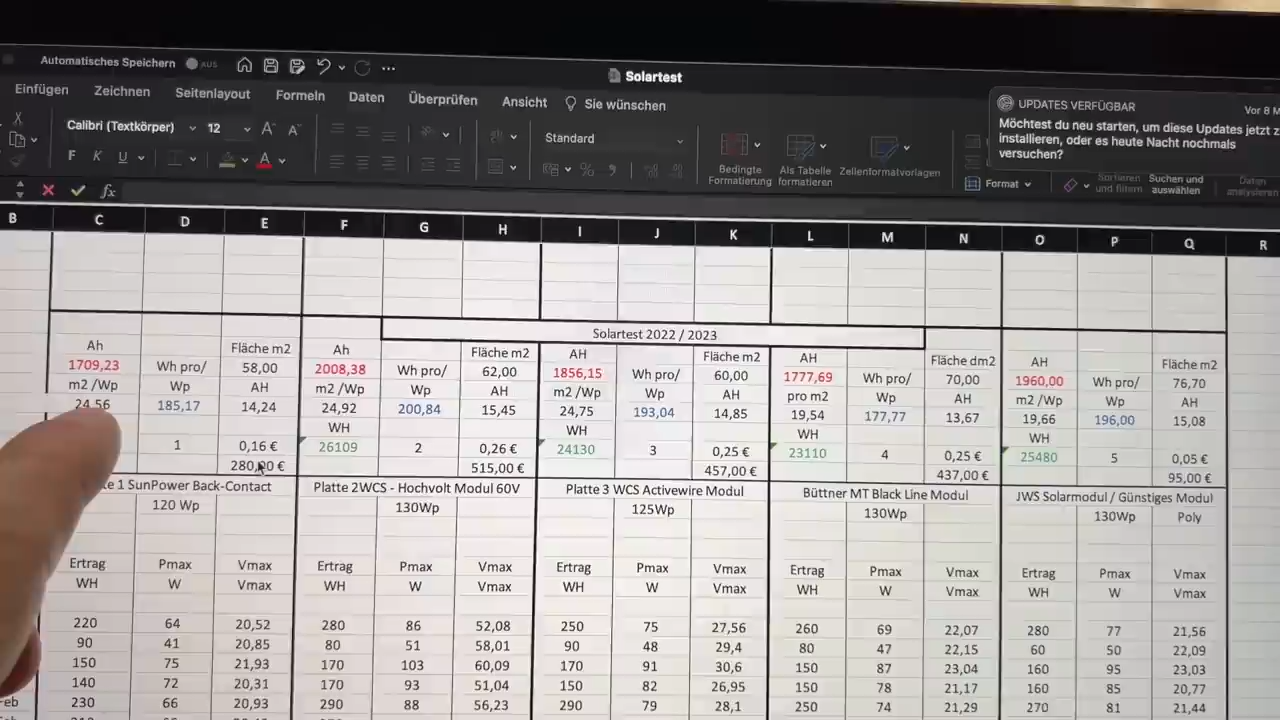 Automatisches Speichern AUS
Solartest
UPDATES VERFÜGBAR
Möchtest du neu starten, um diese Updates jetzt z
installieren, oder es heute Nacht nochmals
versuchen?
Einfügen Zeichnen Seitenlayout Formeln Daten Überprüfen Ansicht Sie wünschen
Calibri (Textkörper) 12
F K U
Standard
Bedingte Formatierung
Als Tabelle formatieren
Zellenformatvorlagen
Format
Sortieren und filtern
Suchen und auswählen
Daten
fx
B C D E F G H I J K L M N O P Q R
Solartest 2022 / 2023
Ah Fläche m2 Ah Fläche m2 AH Fläche m2 AH Fläche dm2 AH Fläche m2
1709,23 Wh pro/ 58,00 2008,38 Wh pro/ 62,00 1856,15 Wh pro/ 60,00 1777,69 Wh pro/ 70,00 1960,00 Wh pro/ 76,70
m2 /Wp Wp AH m2 /Wp Wp AH m2 /Wp Wp AH pro m2 Wp AH m2 /Wp Wp AH
24,56 185,17 14,24 24,92 200,84 15,45 24,75 193,04 14,85 19,54 177,77 13,67 19,66 196,00 15,08
WH WH WH WH
1 0,16 € 26109 2 0,26 € 24130 3 0,25 € 23110 4 0,25 € 25480 5 0,05 €
515,00 € 457,00 € 437,00 € 95,00 €
1 SunPower Back-Contact Platte 2WCS - Hochvolt Modul 60V Platte 3 WCS Activewire Modul Büttner MT Black Line Modul JWS Solarmodul / Günstiges Modul
120 Wp 130Wp 125Wp 130Wp 130Wp Poly
Ertrag Pmax Vmax Ertrag Pmax Vmax Ertrag Pmax Vmax Ertrag Pmax Vmax Ertrag Pmax Vmax
WH W Vmax WH W Vmax WH W Vmax WH W Vmax WH W Vmax
220 64 20,52 280 86 52,08 250 75 27,56 260 69 22,07 280 77 21,56
90 41 20,85 80 51 58,01 90 48 29,4 80 47 22,15 60 50 22,09
150 75 21,93 170 103 60,09 170 91 30,6 150 87 23,04 160 95 23,03
140 72 20,31 170 93 51,04 150 82 26,95 150 78 21,17 160 85 20,77
230 66 20,93 290 88 56,23 290 79 28,1 250 74 21,29 270 81 21,44